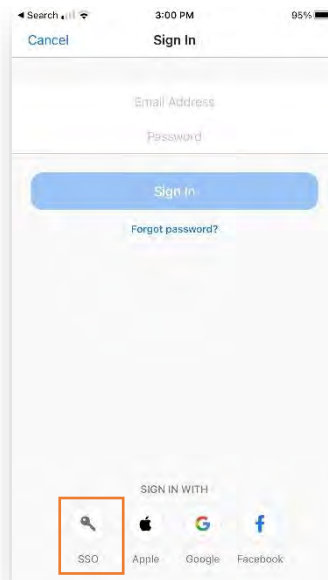 ◄ Search 3:00 PM 95%
Cancel Sign In
Email Address
Password
Sign In
Forgot password?
SIGN IN WITH
SSO Apple Google Facebook